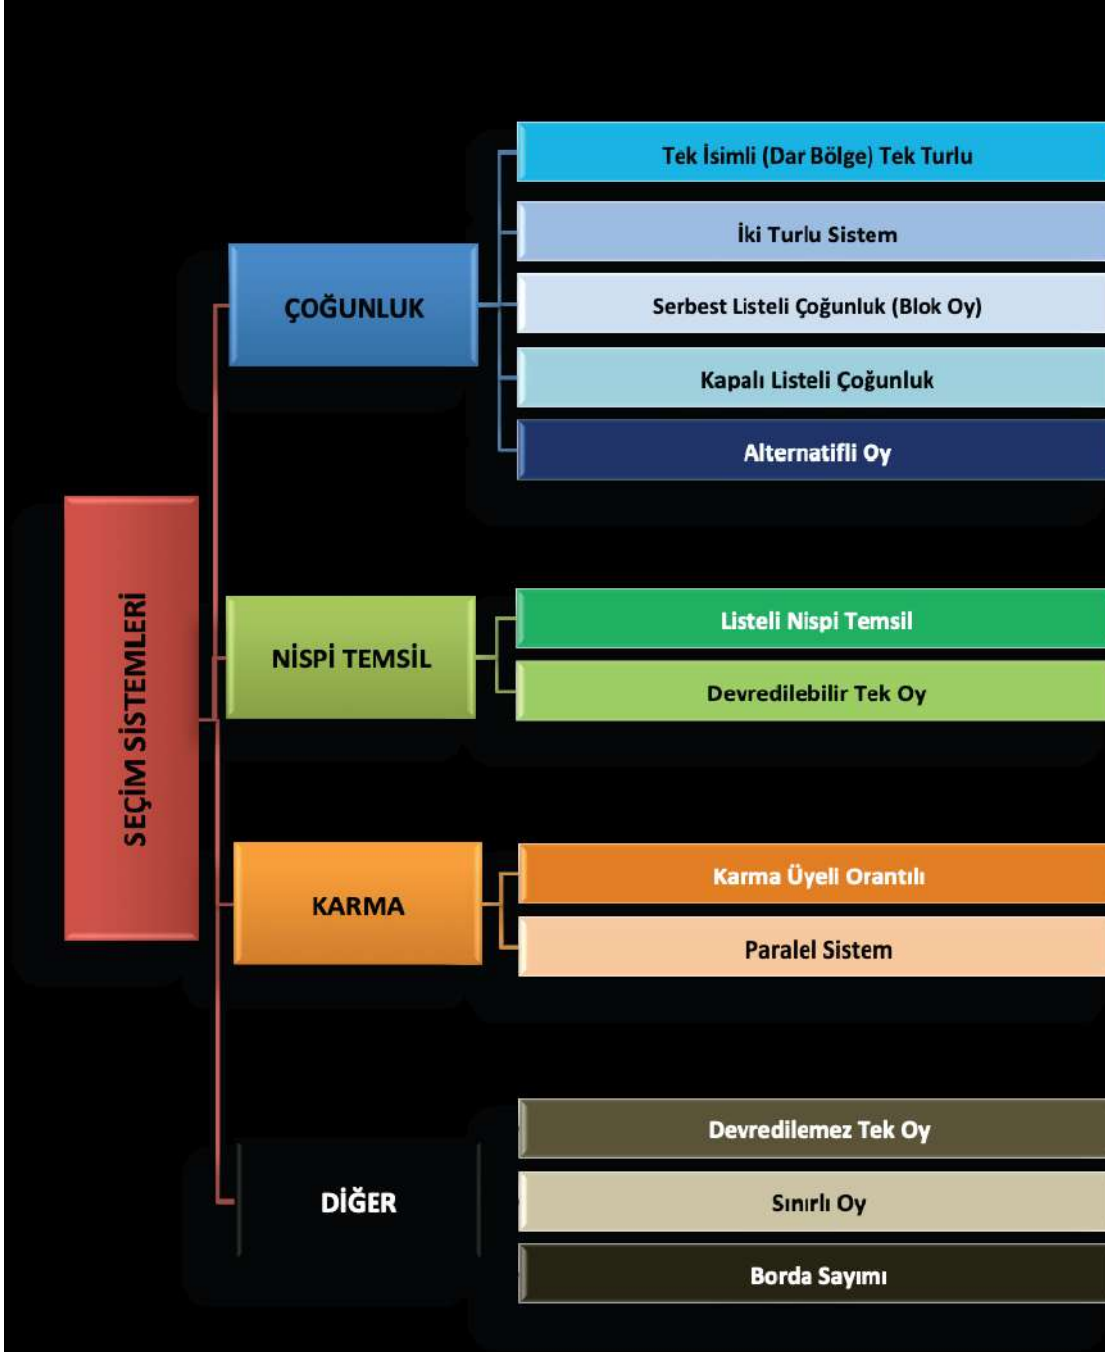 SEÇİM SİSTEMLERİ
ÇOĞUNLUK
Tek İsimli (Dar Bölge) Tek Turlu
İki Turlu Sistem
Serbest Listeli Çoğunluk (Blok Oy)
Kapalı Listeli Çoğunluk
Alternatifli Oy
NİSPİ TEMSİL
Listeli Nispi Temsil
Devredilebilir Tek Oy
KARMA
Karma Üyeli Orantılı
Paralel Sistem
DİĞER
Devredilemez Tek Oy
Sınırlı Oy
Borda Sayımı